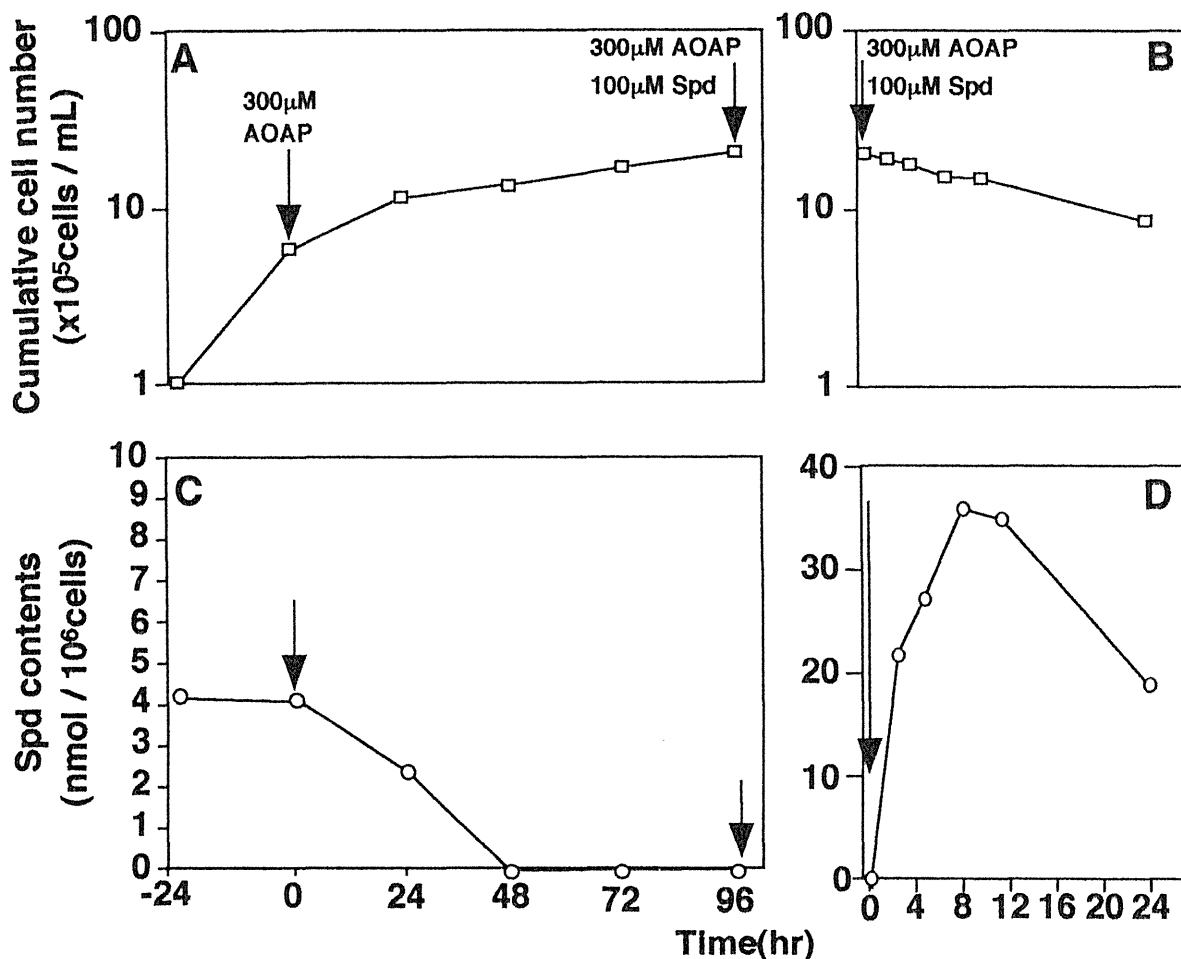 Cumulative cell number
(x10⁵cells / mL)
100
10
1
A
300µM
AOAP
300µM AOAP
100µM Spd
100
10
1
300µM AOAP
100µM Spd
B
Spd contents
(nmol / 10⁶cells)
10
9
8
7
6
5
4
3
2
1
0
C
-24 0 24 48 72 96
40
30
20
10
0
D
0 4 8 12 16 20 24
Time(hr)